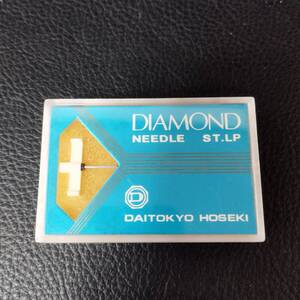 DIAMOND
NEEDLE ST.LP
D
DAITOKYO HOSEKI